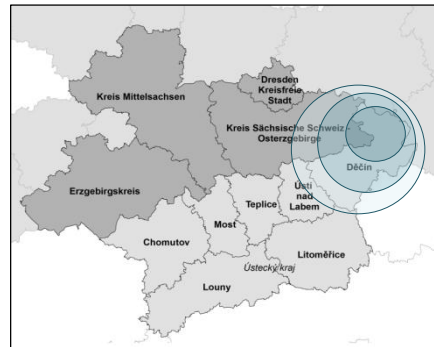 Dresden
Kreisfreie
Stadt
Kreis Mittelsachsen
Kreis Sächsische Schweiz -
Osterzgebirge
Děčín
Erzgebirgskreis
Ústí
nad
Labem
Teplice
Most
Chomutov
Litoměřice
Ústecký kraj
Louny